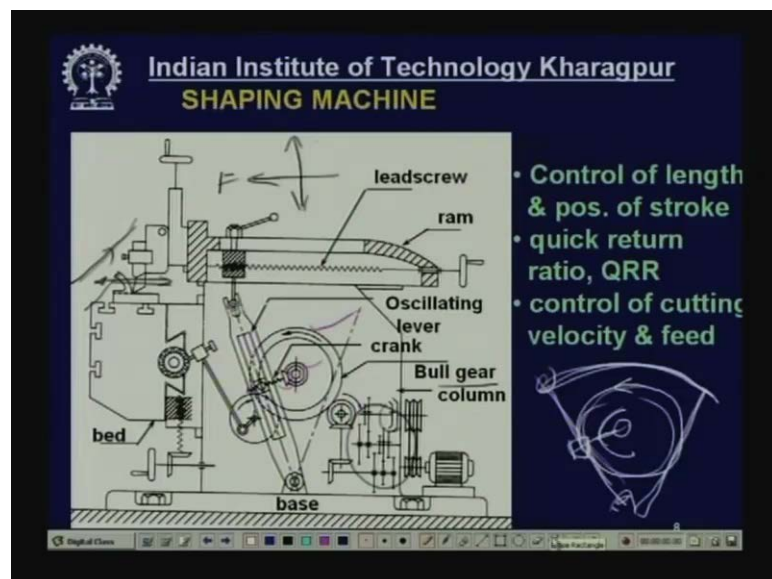 Indian Institute of Technology Kharagpur
SHAPING MACHINE
F
leadscrew
ram
Oscillating
lever
crank
Bull gear
column
bed
base
• Control of length
& pos. of stroke
• quick return
ratio, QRR
• control of cutting
velocity & feed
8
Digital Class